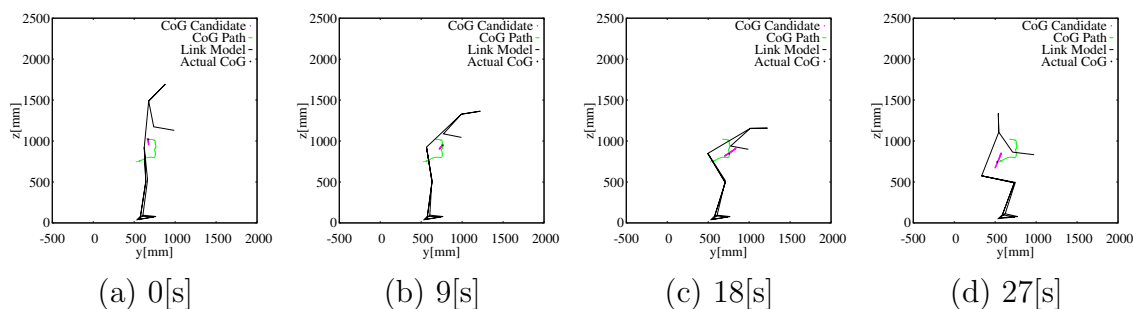 2500
2000
1500
1000
500
0
z[mm]
-500 0 500 1000 1500 2000
y[mm]
CoG Candidate
CoG Path
Link Model
Actual CoG
(a) 0[s]
2500
2000
1500
1000
500
0
z[mm]
-500 0 500 1000 1500 2000
y[mm]
CoG Candidate
CoG Path
Link Model
Actual CoG
(b) 9[s]
2500
2000
1500
1000
500
0
z[mm]
-500 0 500 1000 1500 2000
y[mm]
CoG Candidate
CoG Path
Link Model
Actual CoG
(c) 18[s]
2500
2000
1500
1000
500
0
z[mm]
-500 0 500 1000 1500 2000
y[mm]
CoG Candidate
CoG Path
Link Model
Actual CoG
(d) 27[s]